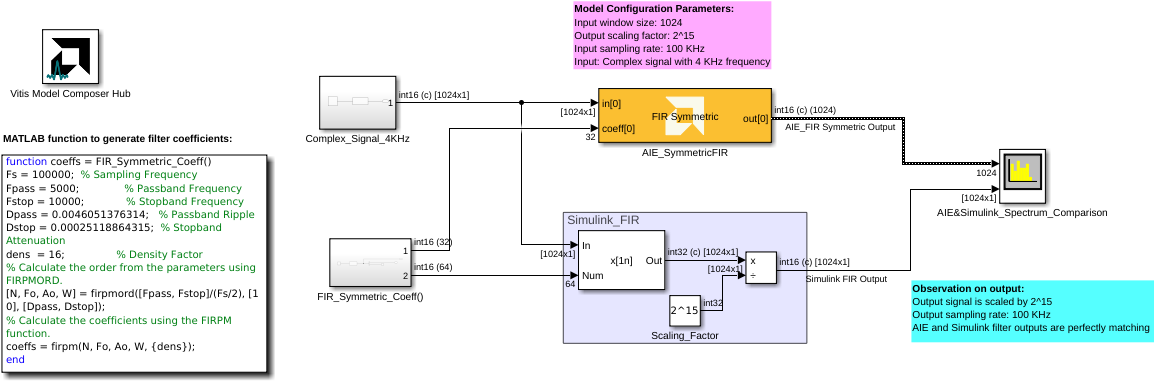 Model Configuration Parameters:
Input window size: 1024
Output scaling factor: 2^15
Input sampling rate: 100 KHz
Input: Complex signal with 4 KHz frequency
Vitis Model Composer Hub
MATLAB function to generate filter coefficients:
function coeffs = FIR_Symmetric_Coeff()
Fs = 100000;  % Sampling Frequency
Fpass = 5000;  % Passband Frequency
Fstop = 10000;  % Stopband Frequency
Dpass = 0.0046051376314;  % Passband Ripple
Dstop = 0.00025118864315;  % Stopband
Attenuation
dens  = 16;  % Density Factor
% Calculate the order from the parameters using
FIRPMORD.
[N, Fo, Ao, W] = firpmord([Fpass, Fstop]/(Fs/2), [1
0], [Dpass, Dstop]);
% Calculate the coefficients using the FIRPM
function.
coeffs = firpm(N, Fo, Ao, W, {dens});
end
1
int16 (c) [1024x1]
Complex_Signal_4KHz
[1024x1]
32
in[0]
coeff[0]
FIR Symmetric
out[0]
AIE_SymmetricFIR
int16 (c) (1024)
AIE_FIR Symmetric Output
1024
[1024x1]
AIE&Simulink_Spectrum_Comparison
1
2
int16 (32)
int16 (64)
FIR_Symmetric_Coeff()
Simulink_FIR
[1024x1]
64
In
Num
x[1n]
Out
int32 (c) [1024x1]
[1024x1]
x
÷
int16 (c) [1024x1]
Simulink FIR Output
2^15
int32
Scaling_Factor
Observation on output:
Output signal is scaled by 2^15
Output sampling rate: 100 KHz
AIE and Simulink filter outputs are perfectly matching